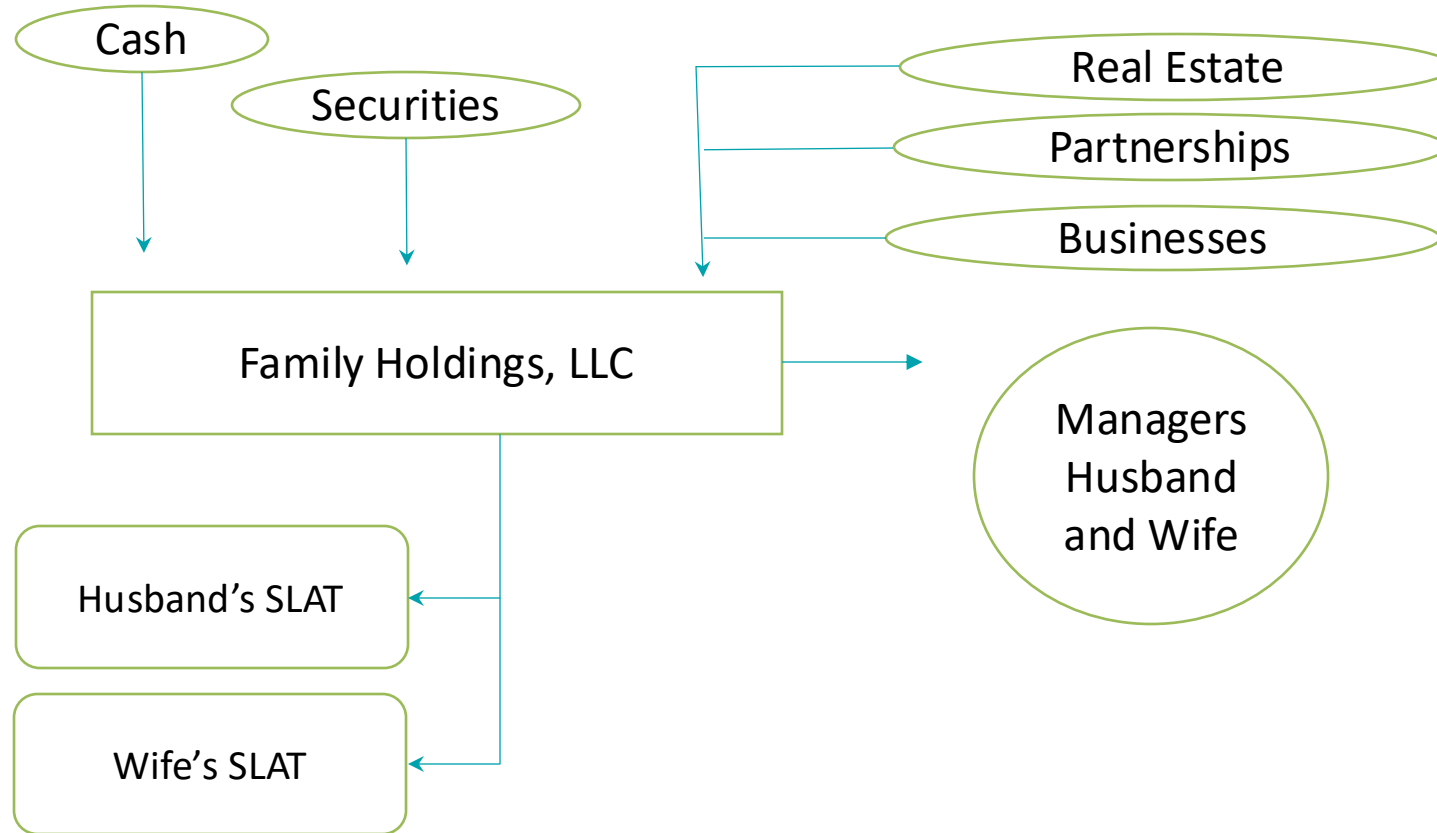 Cash
Securities
Real Estate
Partnerships
Businesses
Family Holdings, LLC
Managers
Husband
and Wife
Husband’s SLAT
Wife’s SLAT